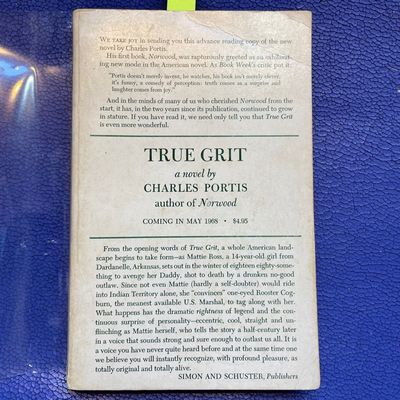 WE TAKE JOY in sending you this advance reading copy of the new
novel by Charles Portis.
His first book, Norwood, was rapturously greeted as an exhilarat-
ing new mode in the American novel. As Book Week's critic put it:
"Portis doesn't merely invent, he watches, his book isn't merely clever,
it's funny, a comedy of perception: truth comes as a surprise and
laughter comes from joy."
And in the minds of many of us who cherished Norwood from the
start, it has, in the two years since its publication, continued to grow
in stature. If you have read it, we need only tell you that True Grit
is even more wonderful.
TRUE GRIT
a novel by
CHARLES PORTIS
author of Norwood
COMING IN MAY 1968 • $4.95
From the opening words of True Grit, a whole American land-
scape begins to take form—as Mattie Ross, a 14-year-old girl from
Dardanelle, Arkansas, sets out in the winter of eighteen eighty-some-
thing to avenge her Daddy, shot to death by a drunken no-good
outlaw. Since not even Mattie (hardly a self-doubter) would ride
into Indian Territory alone, she "convinces" one-eyed Rooster Cog-
burn, the meanest available U.S. Marshal, to tag along with her.
What happens has the dramatic rightness of legend and the con-
tinuous surprise of personality—eccentric, cool, straight and un-
flinching as Mattie herself, who tells the story a half-century later
in a voice that sounds strong and sure enough to outlast us all. It is
a voice you have never quite heard before and at the same time one
we believe you will instantly recognize, with profound pleasure, as
totally original and totally alive.
SIMON AND SCHUSTER, Publishers